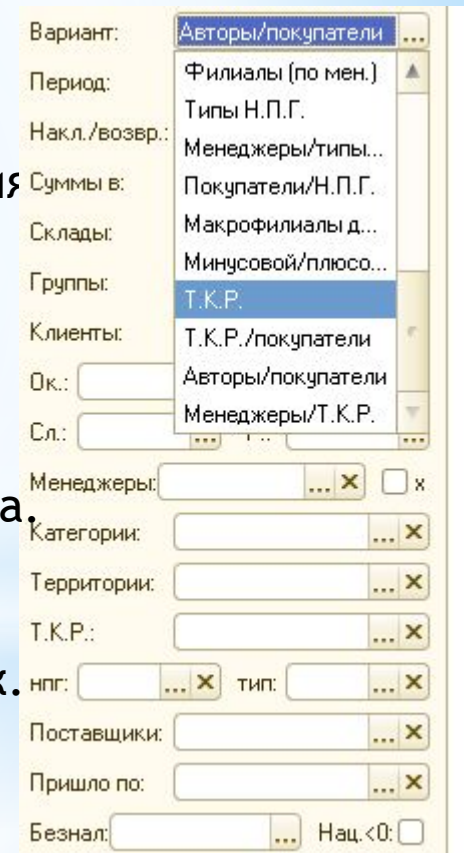 Вариант: Авторы/покупатели ...
Филиалы (по мен.)
Период:
Типы Н.П.Г.
Накл./возвр.:
Менеджеры/типы...
ия
Суммы в:
Покупатели/Н.П.Г.
Склады:
Макрофилиалы д...
Минусовой/плюсо...
Группы:
Т.К.Р.
Клиенты:
Т.К.Р./покупатели
Ок.:
Авторы/покупатели
Менеджеры/Т.К.Р.
Сл.: ... ...
Менеджеры: ... x x
а.
Категории: ... x
Территории: ... x
Т.К.Р.: ... x
к. нпг: ... x тип: ... x
Поставщики: ... x
Пришло по: ... x
Безнал: ... Нац.<0: